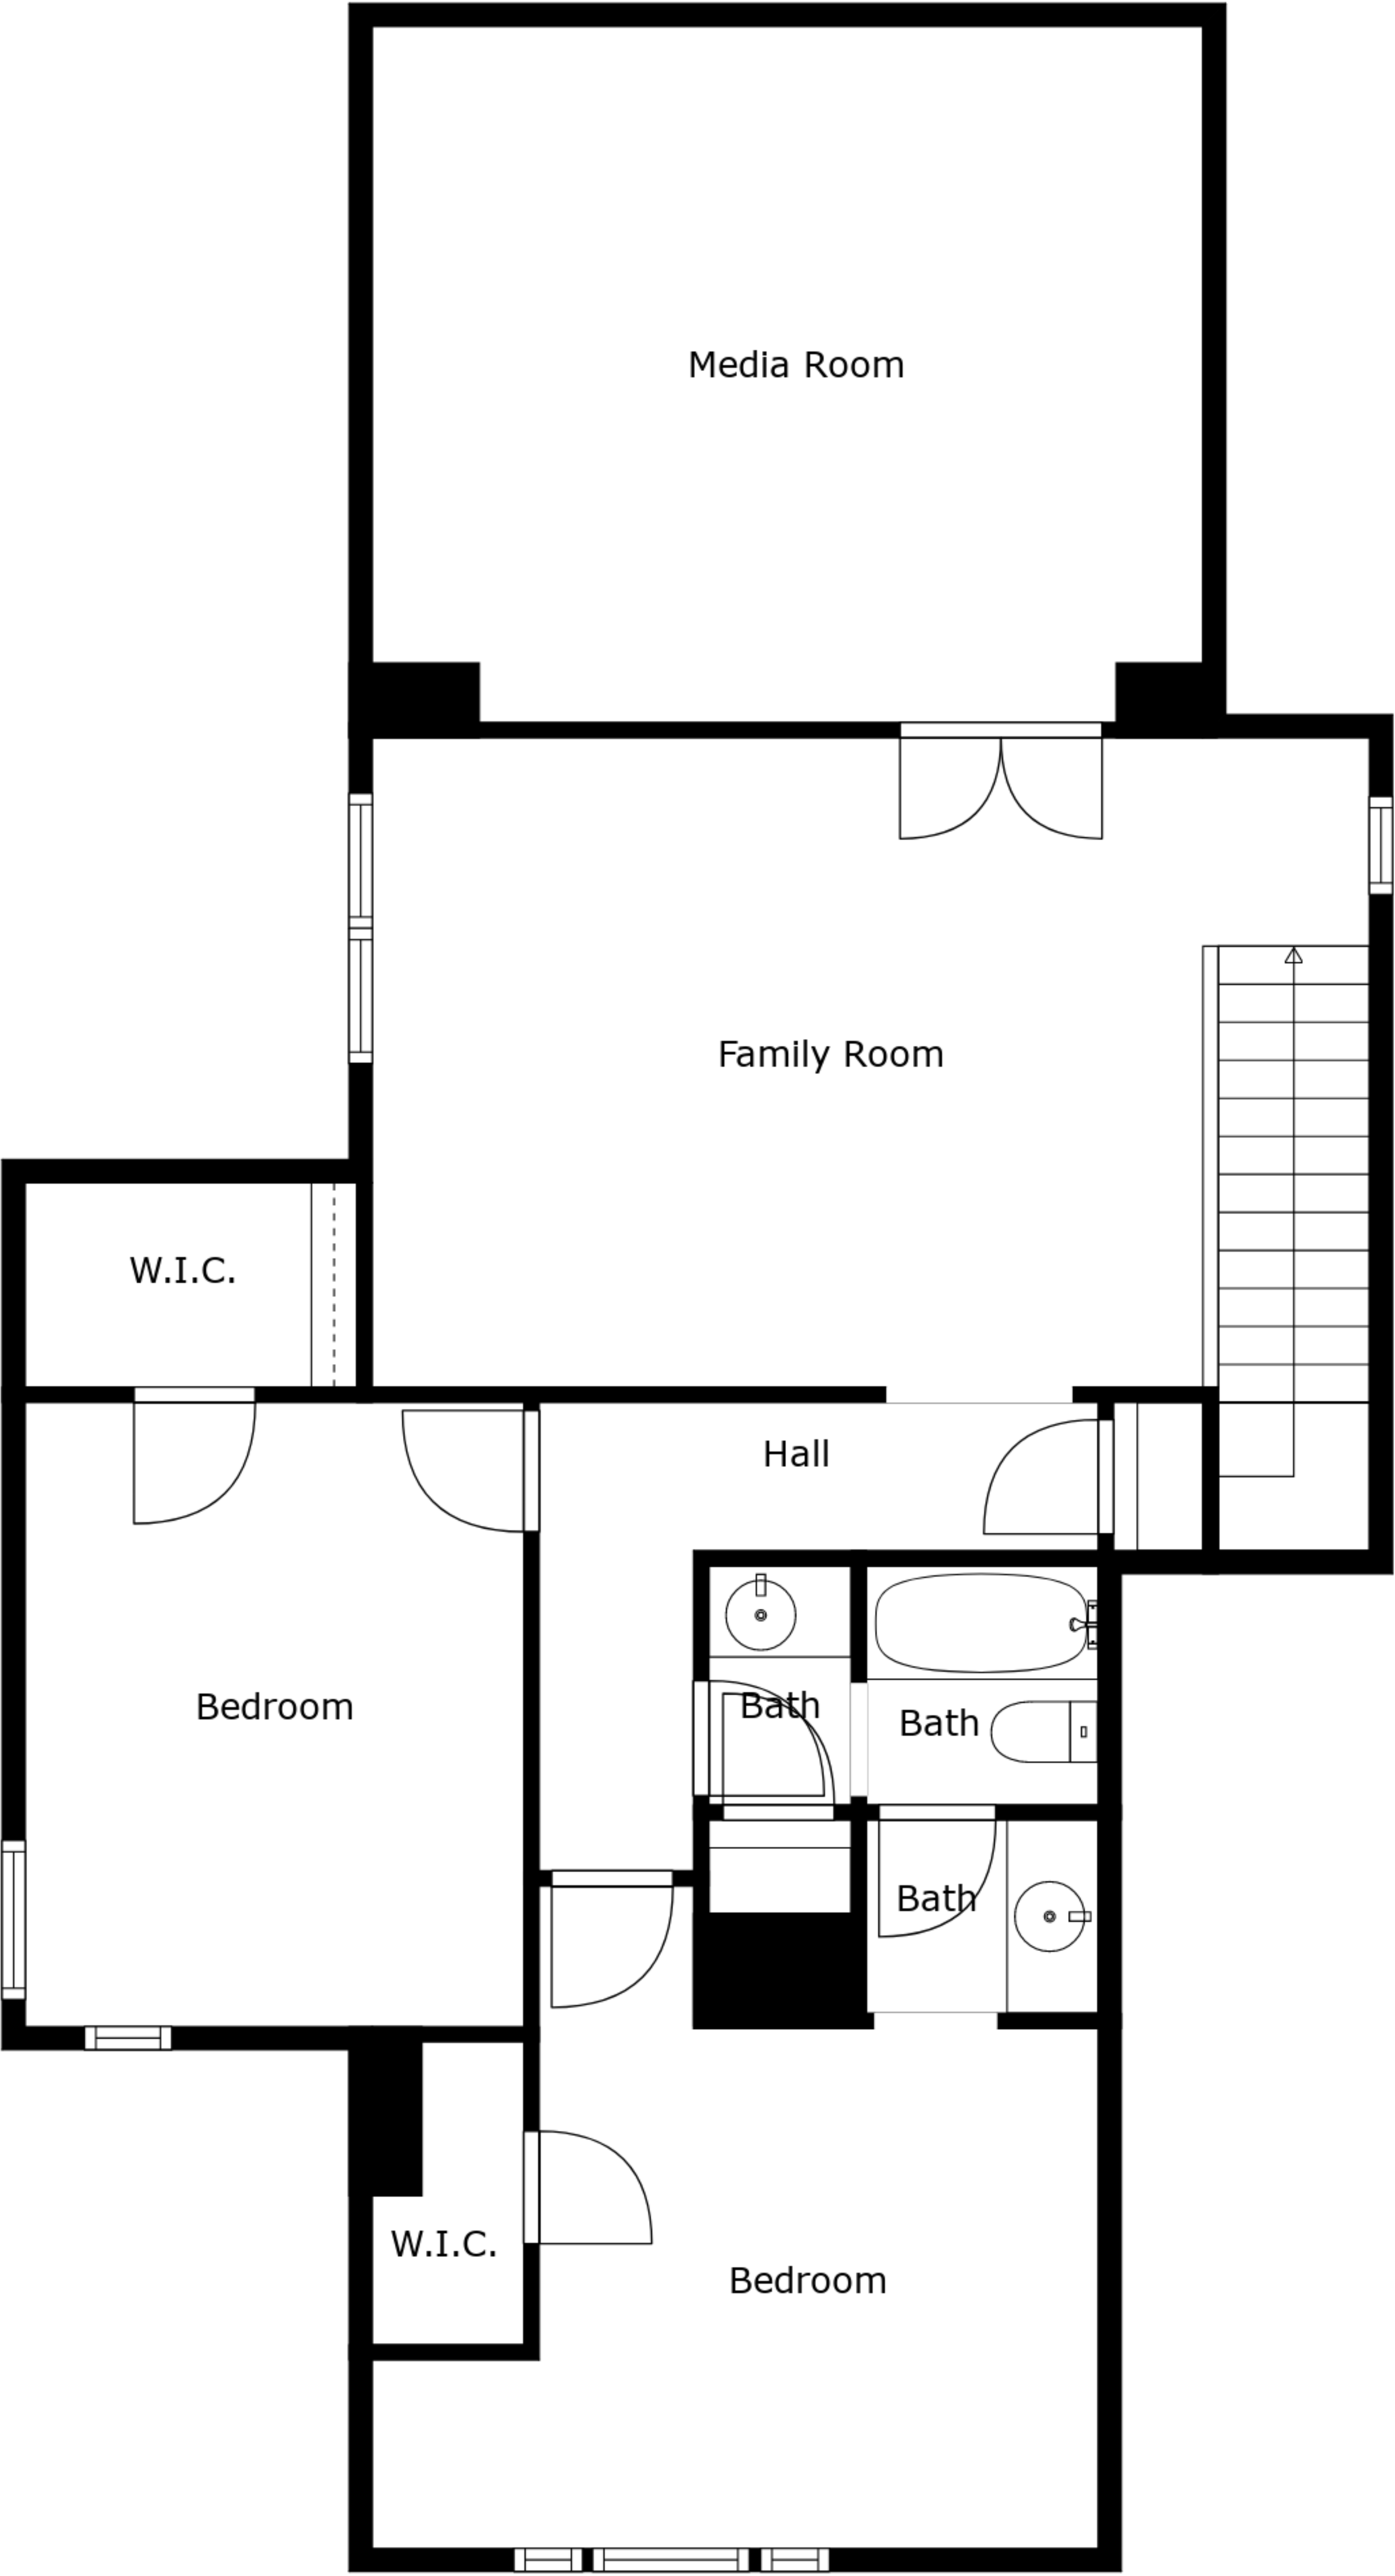 Media Room
Family Room
W.I.C.
Hall
Bedroom
Bath
Bath
Bath
W.I.C.
Bedroom